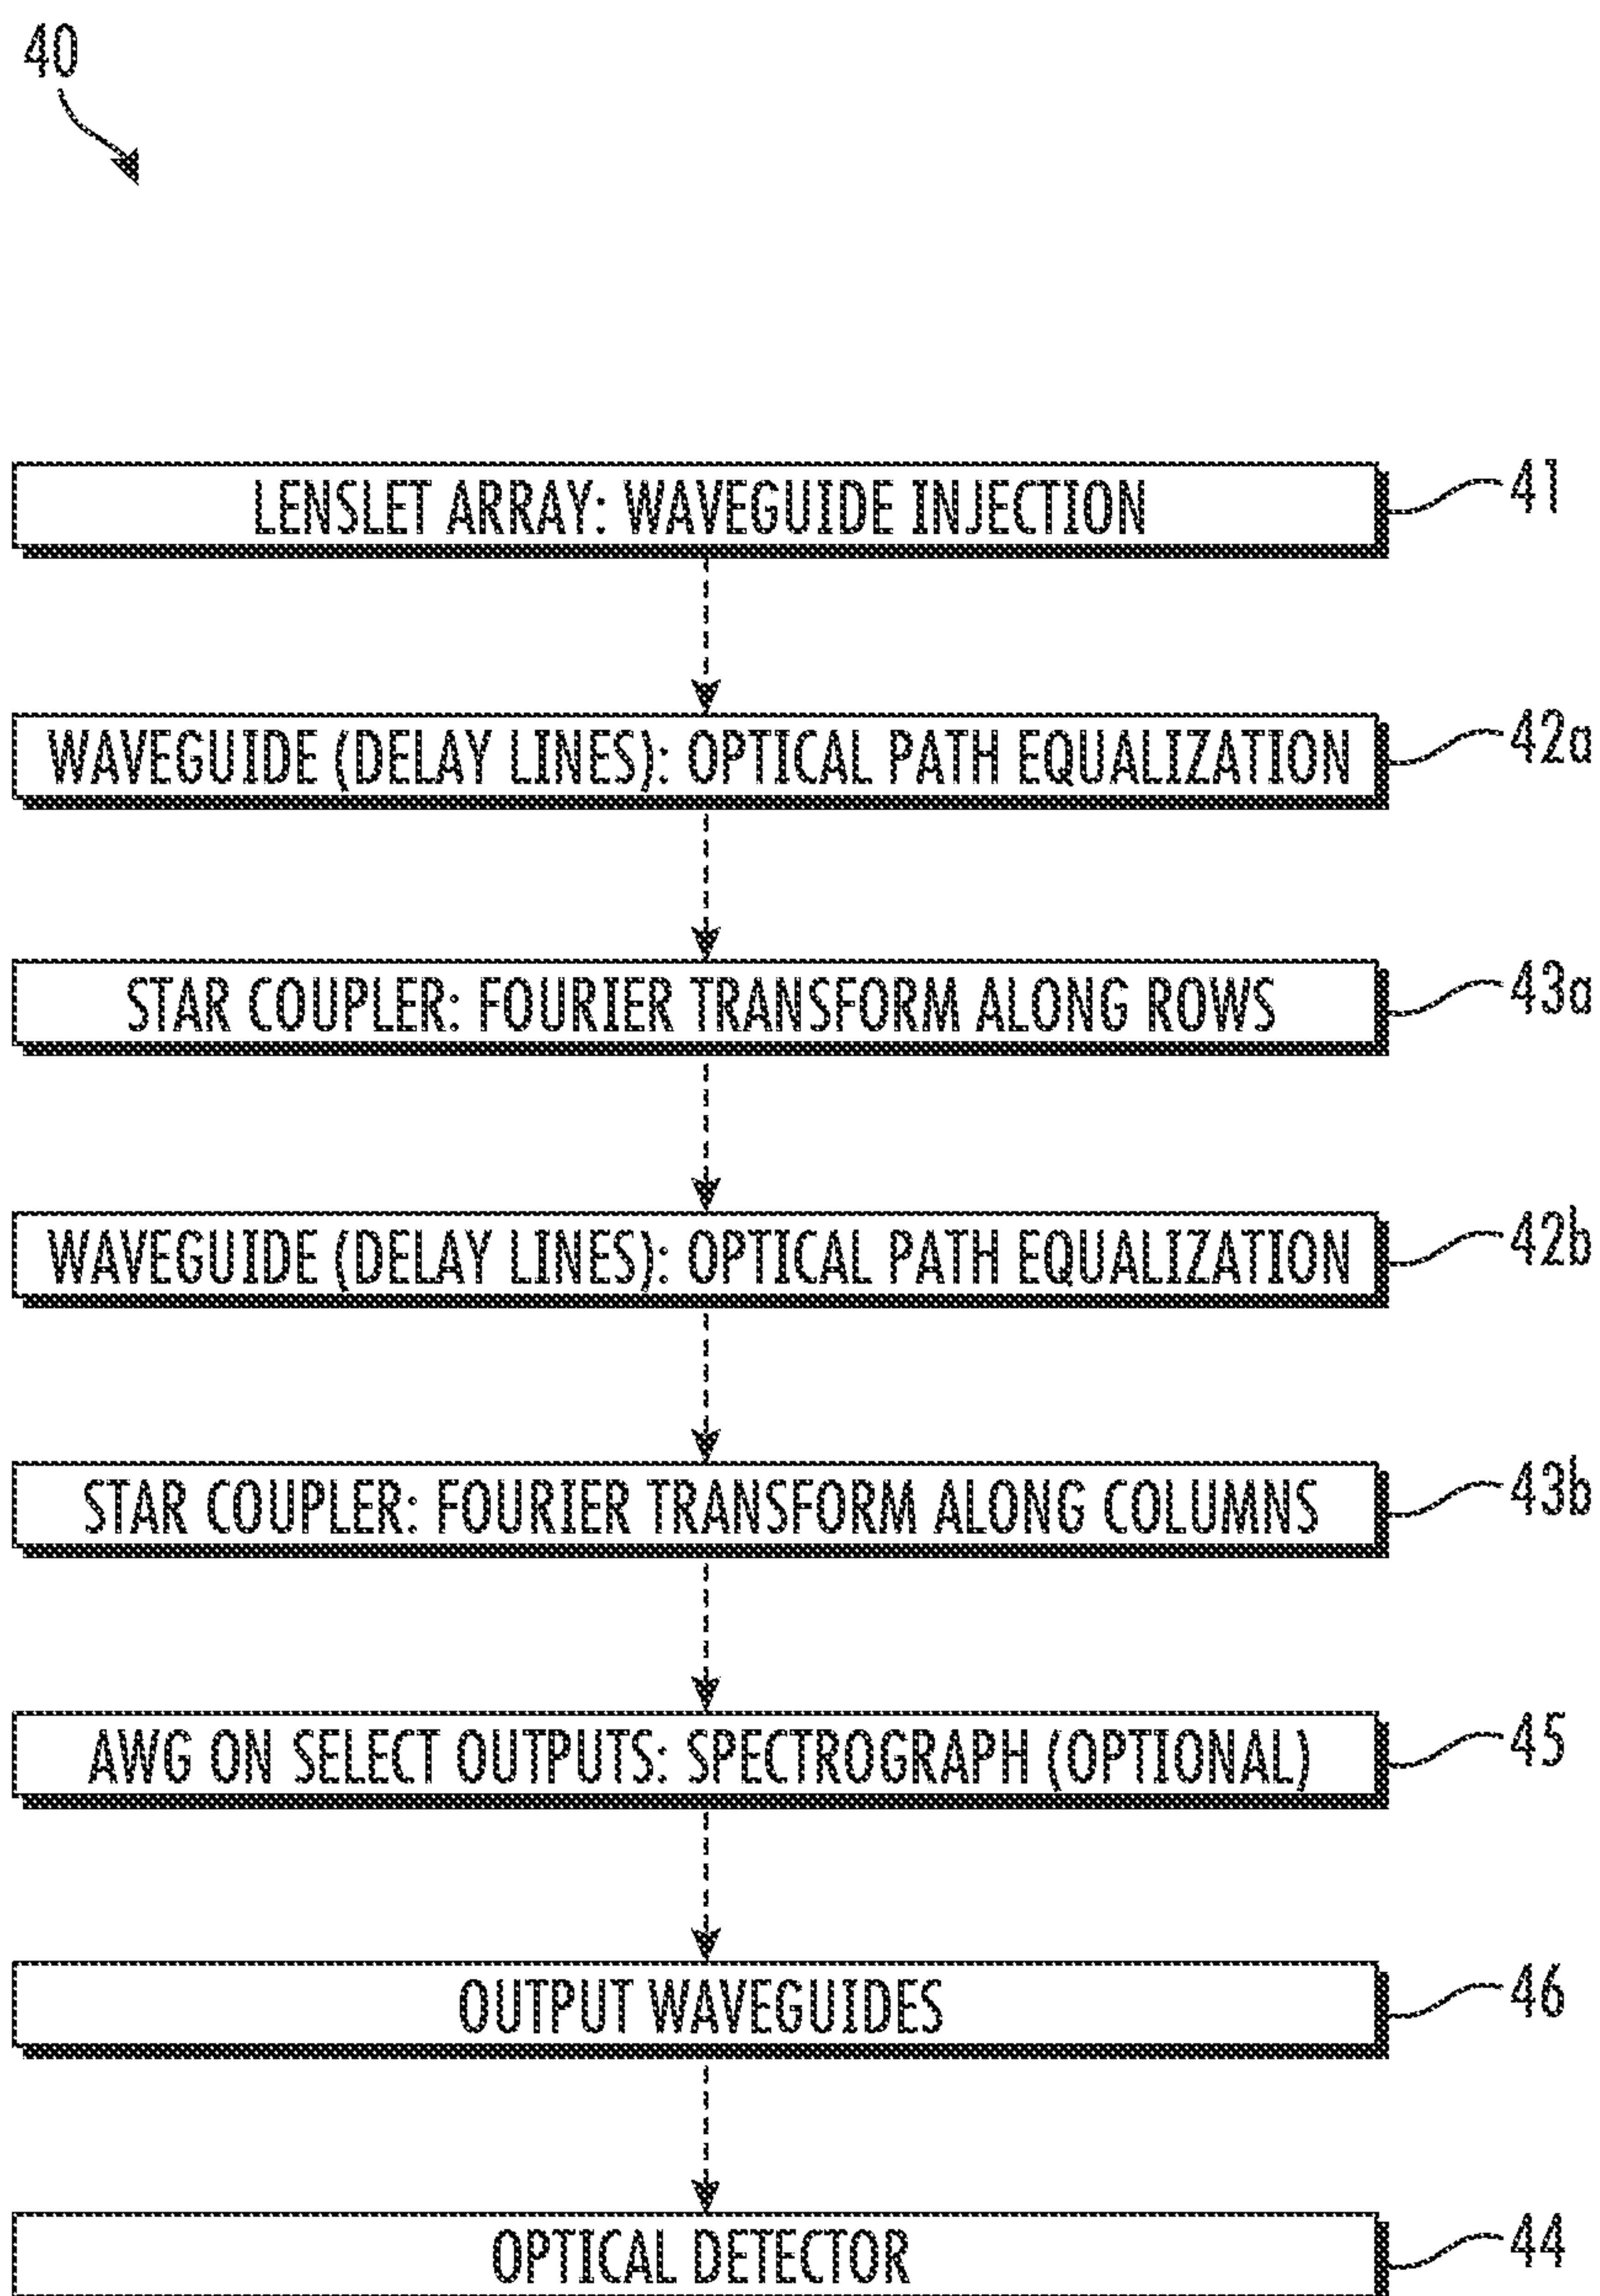 40
LENSLET ARRAY: WAVEGUIDE INJECTION
41
WAVEGUIDE (DELAY LINES): OPTICAL PATH EQUALIZATION
42a
STAR COUPLER: FOURIER TRANSFORM ALONG ROWS
43a
WAVEGUIDE (DELAY LINES): OPTICAL PATH EQUALIZATION
42b
STAR COUPLER: FOURIER TRANSFORM ALONG COLUMNS
43b
AWG ON SELECT OUTPUTS: SPECTROGRAPH (OPTIONAL)
45
OUTPUT WAVEGUIDES
46
OPTICAL DETECTOR
44